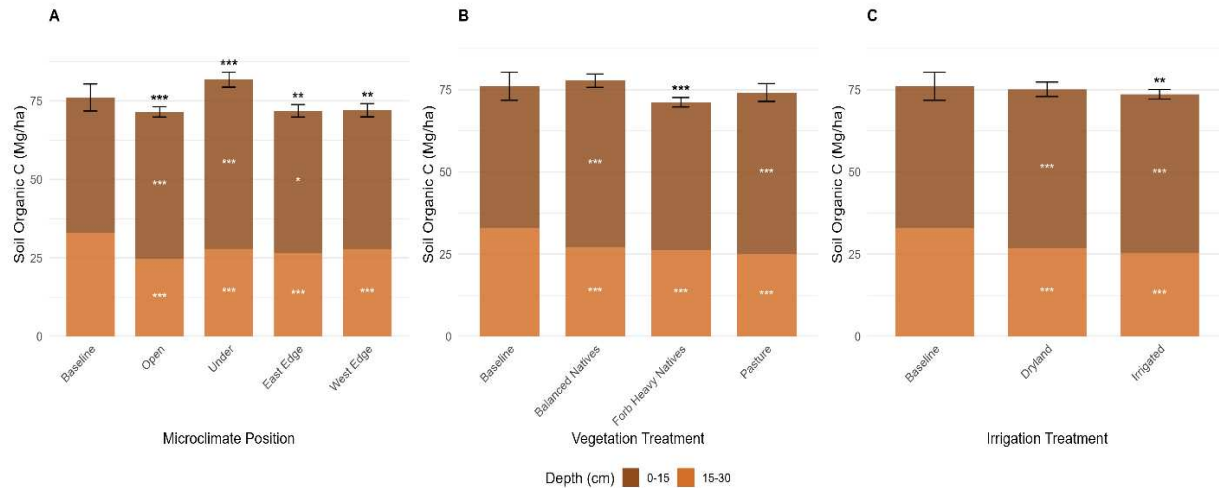 A
Soil Organic C (Mg/ha)
75
50
25
0
***
***
**
**
***
***
*
***
***
***
***
Baseline
Open
Under
East Edge
West Edge
Microclimate Position
B
Soil Organic C (Mg/ha)
75
50
25
0
***
***
***
***
***
***
Baseline
Balanced Natives
Forb Heavy Natives
Pasture
Vegetation Treatment
C
Soil Organic C (Mg/ha)
75
50
25
0
**
***
***
***
***
Baseline
Dryland
Irrigated
Irrigation Treatment
Depth (cm) 0-15 15-30